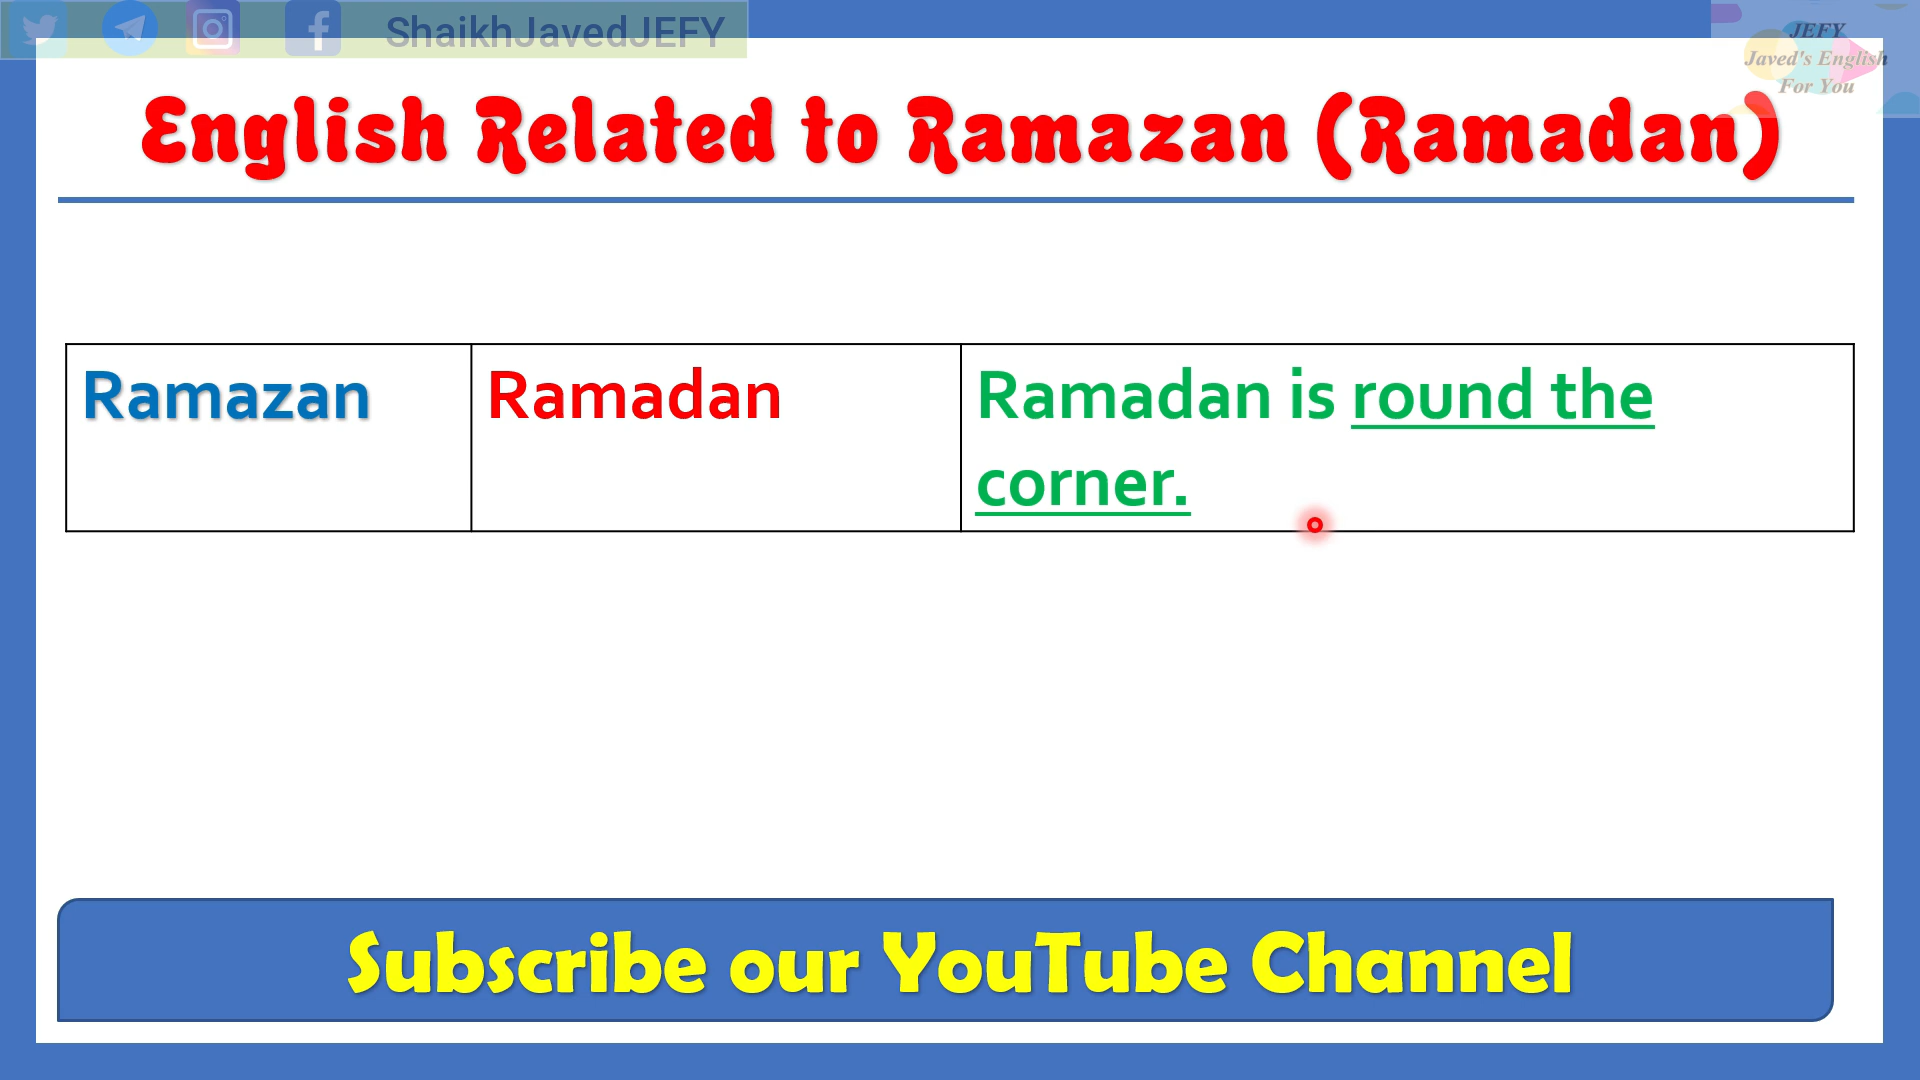 ShaikhJavedJEFY
JEFY
Javed's English
For You
English Related to Ramazan (Ramadan)
Ramazan
Ramadan
Ramadan is round the
corner.
Subscribe our YouTube Channel